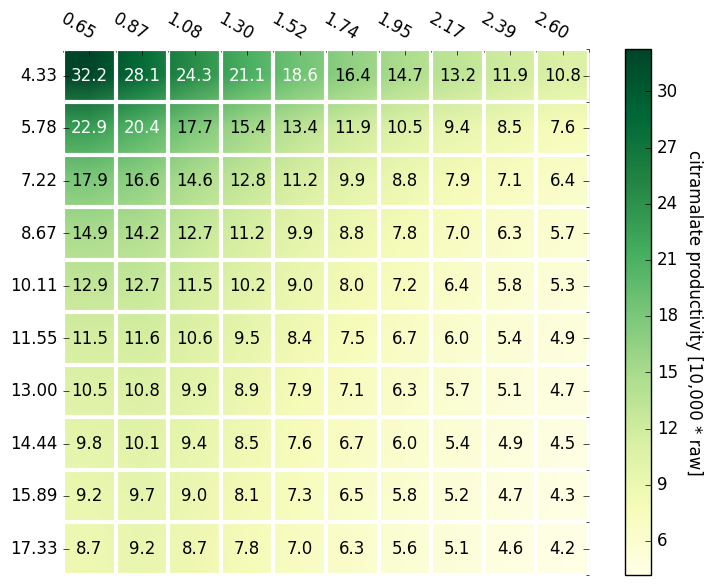 0.65 0.87 1.08 1.30 1.52 1.74 1.95 2.17 2.39 2.60
4.33 32.2 28.1 24.3 21.1 18.6 16.4 14.7 13.2 11.9 10.8
5.78 22.9 20.4 17.7 15.4 13.4 11.9 10.5 9.4 8.5 7.6
7.22 17.9 16.6 14.6 12.8 11.2 9.9 8.8 7.9 7.1 6.4
8.67 14.9 14.2 12.7 11.2 9.9 8.8 7.8 7.0 6.3 5.7
10.11 12.9 12.7 11.5 10.2 9.0 8.0 7.2 6.4 5.8 5.3
11.55 11.5 11.6 10.6 9.5 8.4 7.5 6.7 6.0 5.4 4.9
13.00 10.5 10.8 9.9 8.9 7.9 7.1 6.3 5.7 5.1 4.7
14.44 9.8 10.1 9.4 8.5 7.6 6.7 6.0 5.4 4.9 4.5
15.89 9.2 9.7 9.0 8.1 7.3 6.5 5.8 5.2 4.7 4.3
17.33 8.7 9.2 8.7 7.8 7.0 6.3 5.6 5.1 4.6 4.2
30
27
24
21
18
15
12
9
6
citramalate productivity [10,000 * raw]